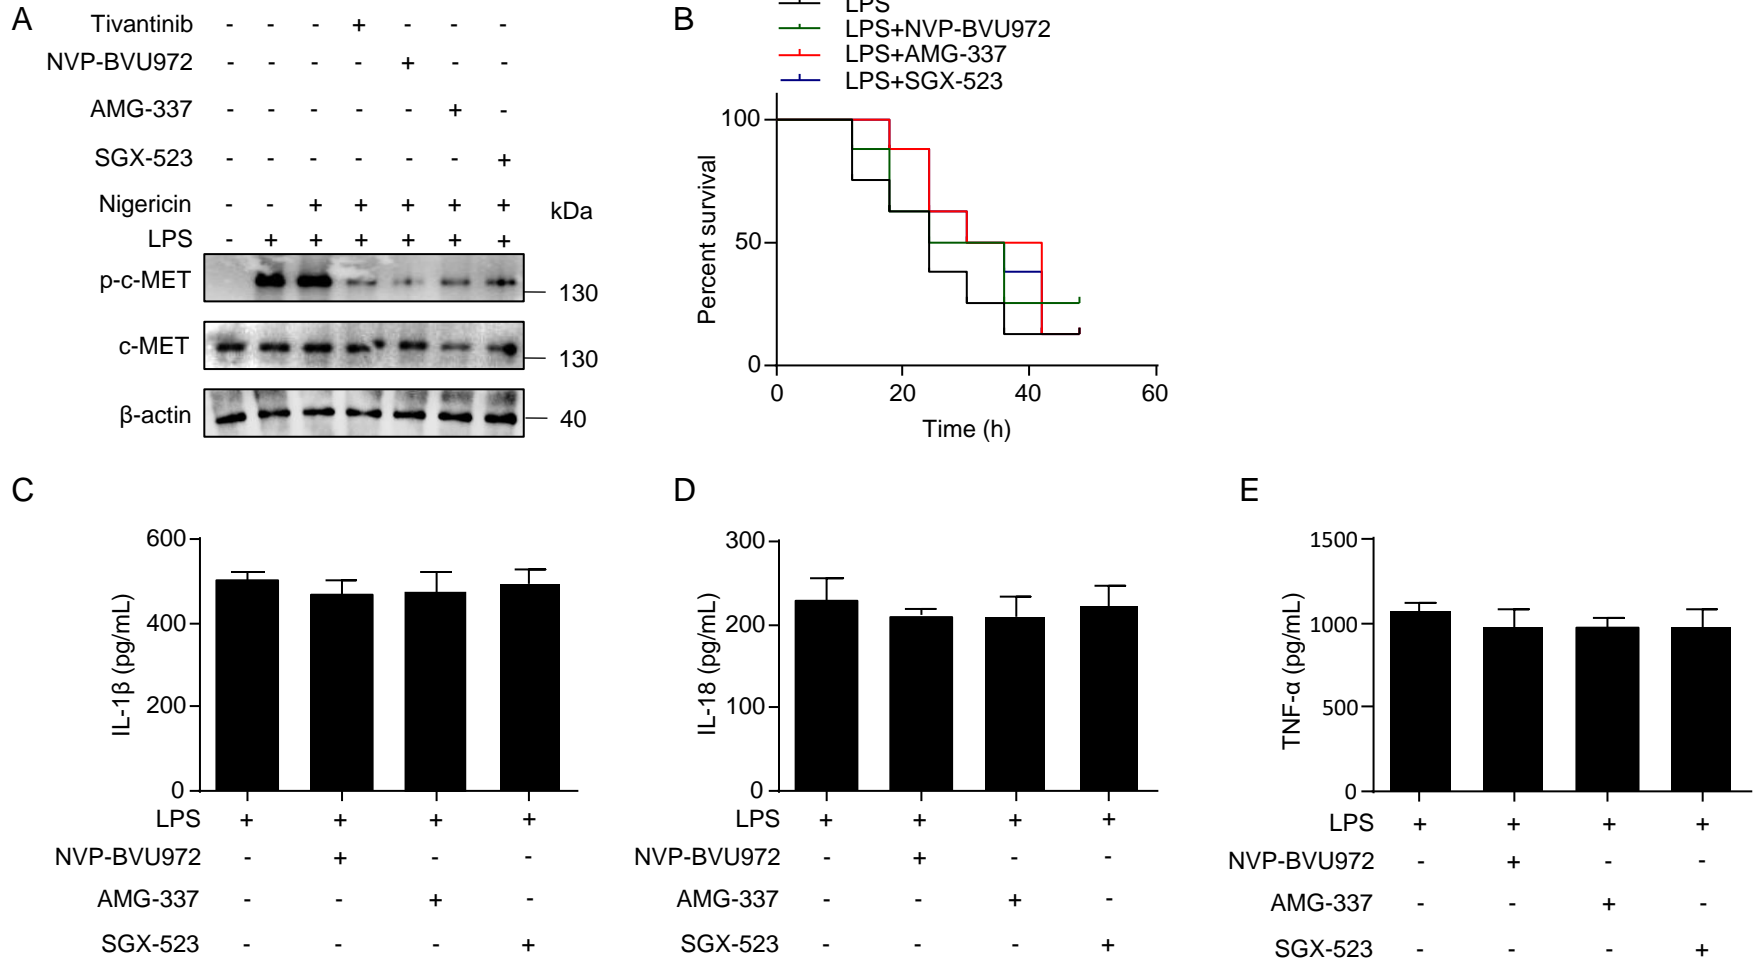 A
Tivantinib - - - + - - -
NVP-BVU972 - - - - + - -
AMG-337 - - - - - + -
SGX-523 - - - - - - +
Nigericin - - + + + + +
LPS - + + + + + +
kDa
p-c-MET 130
c-MET 130
β-actin 40
B
LPS
LPS+NVP-BVU972
LPS+AMG-337
LPS+SGX-523
Percent survival
100
50
0
0 20 40 60
Time (h)
C
IL-1β (pg/mL)
600
400
200
0
LPS + + + +
NVP-BVU972 - + - -
AMG-337 - - + -
SGX-523 - - - +
D
IL-18 (pg/mL)
300
200
100
0
LPS + + + +
NVP-BVU972 - + - -
AMG-337 - - + -
SGX-523 - - - +
E
TNF-α (pg/mL)
1500
1000
500
0
LPS + + + +
NVP-BVU972 - + - -
AMG-337 - - + -
SGX-523 - - - +